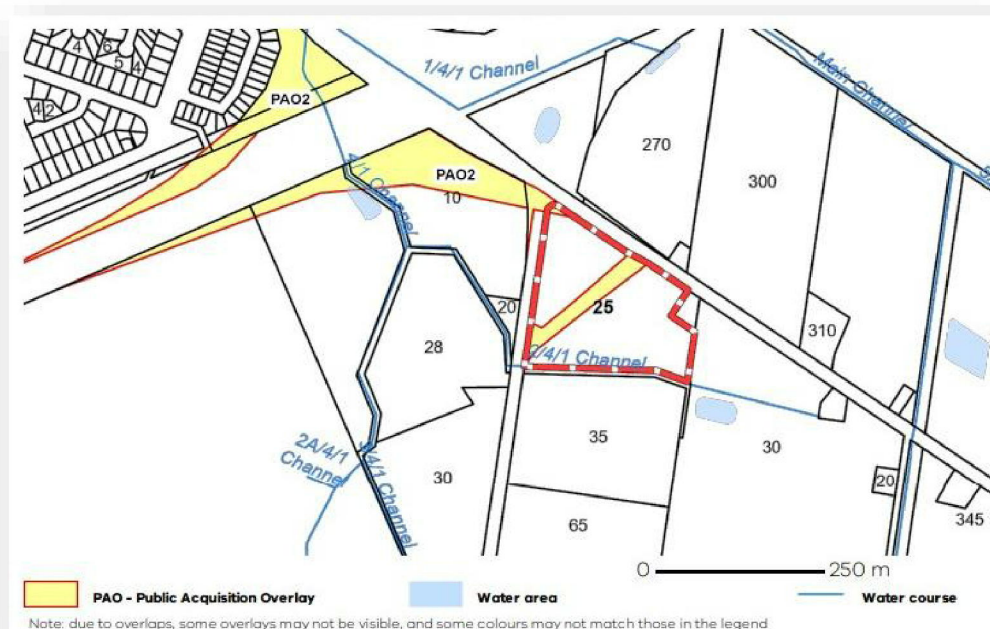 4
6
5
4
4
2
PAO2
1/4/1 Channel
Main Channel
270
300
4/1 Channel
PAO2
10
20
25
28
310
2/4/1 Channel
35
30
2A/4/1
Channel
30
65
20
345
0
250 m
PAO - Public Acquisition Overlay
Water area
Water course
Note: due to overlaps, some overlays may not be visible, and some colours may not match those in the legend